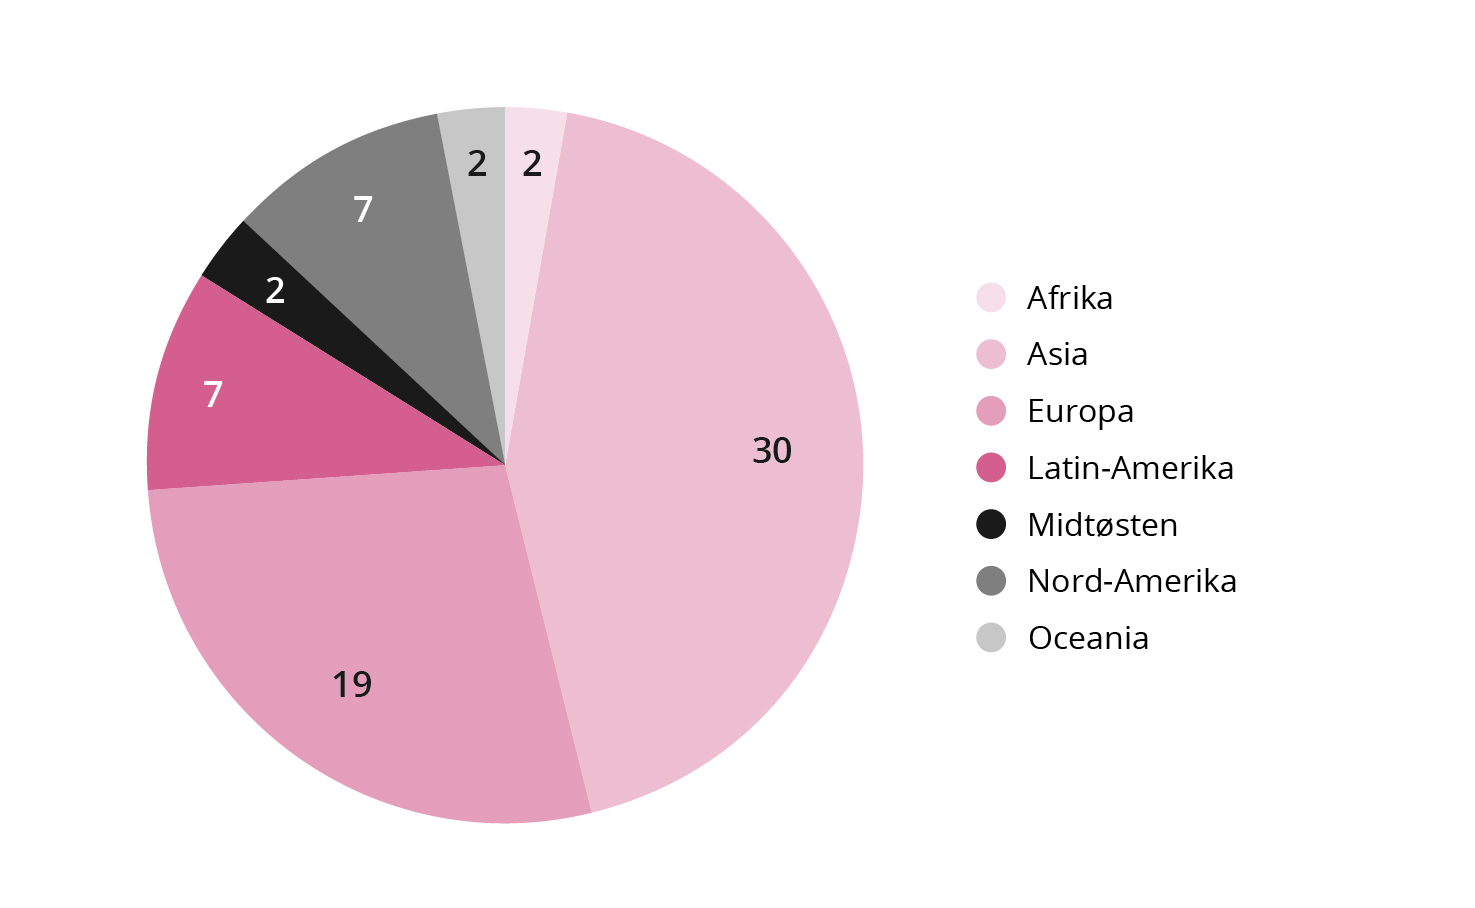 2
2
7
2
7
30
19
Afrika
Asia
Europa
Latin-Amerika
Midtøsten
Nord-Amerika
Oceania